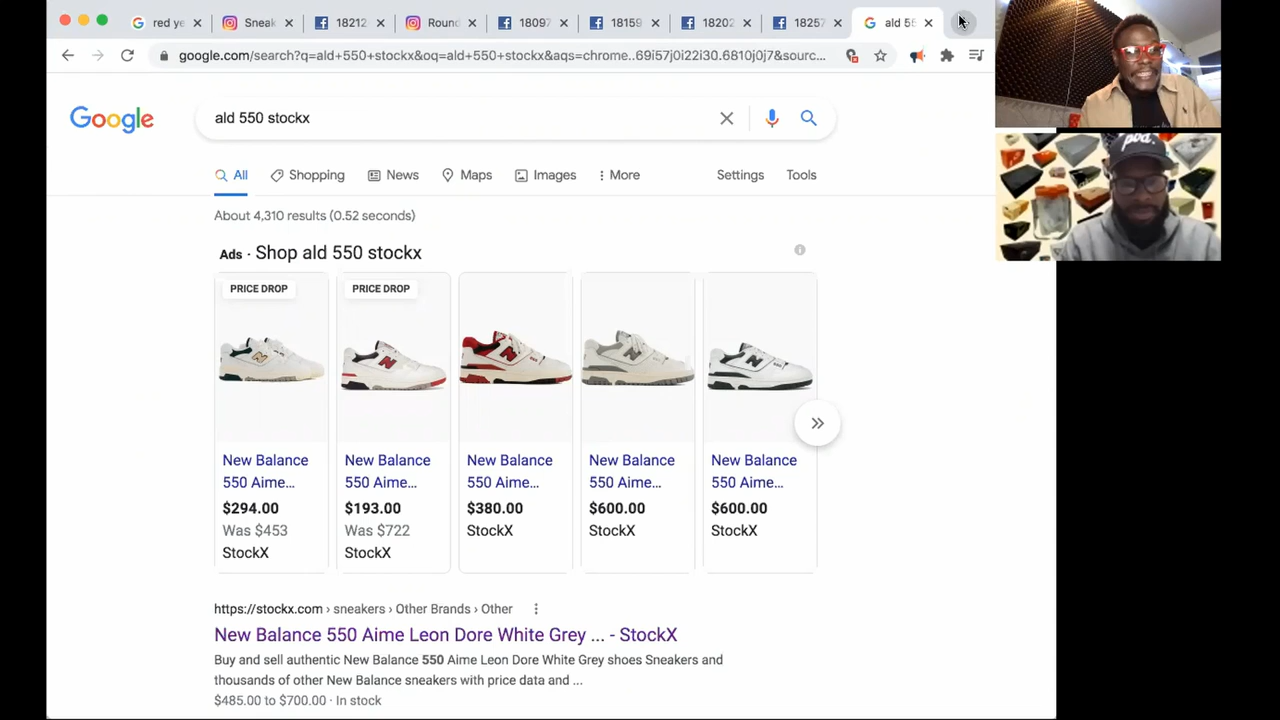 red ye
Sneak
18212
Round
18097
18159
18202
18257
ald 55
google.com/search?q=ald+550+stockx&oq=ald+550+stockx&aqs=chrome..69i57j0i22i30.6810j0j7&sourc...
pod.
Google
ald 550 stockx
All
Shopping
News
Maps
Images
More
Settings
Tools
About 4,310 results (0.52 seconds)
Ads · Shop ald 550 stockx
PRICE DROP
PRICE DROP
New Balance
550 Aime...
$294.00
Was $453
StockX
New Balance
550 Aime...
$193.00
Was $722
StockX
New Balance
550 Aime...
$380.00
StockX
New Balance
550 Aime...
$600.00
StockX
New Balance
550 Aime...
$600.00
StockX
https://stockx.com › sneakers › Other Brands › Other
New Balance 550 Aime Leon Dore White Grey ... - StockX
Buy and sell authentic New Balance 550 Aime Leon Dore White Grey shoes Sneakers and
thousands of other New Balance sneakers with price data and ...
$485.00 to $700.00 · In stock